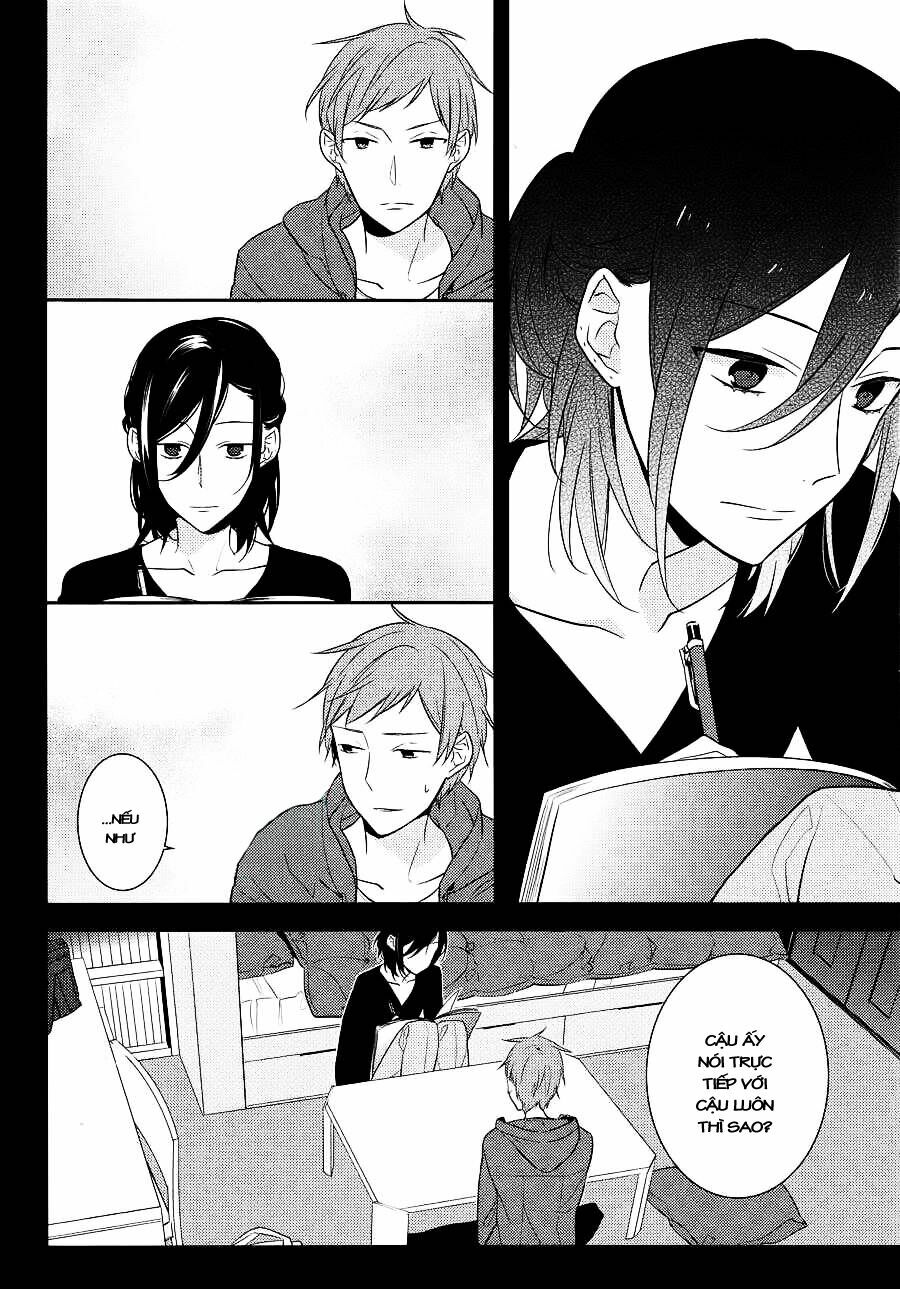 ...NẾU
NHƯ
CẬU ẤY
NÓI TRỰC
TIẾP VỚI
CẬU LUÔN
THÌ SAO?